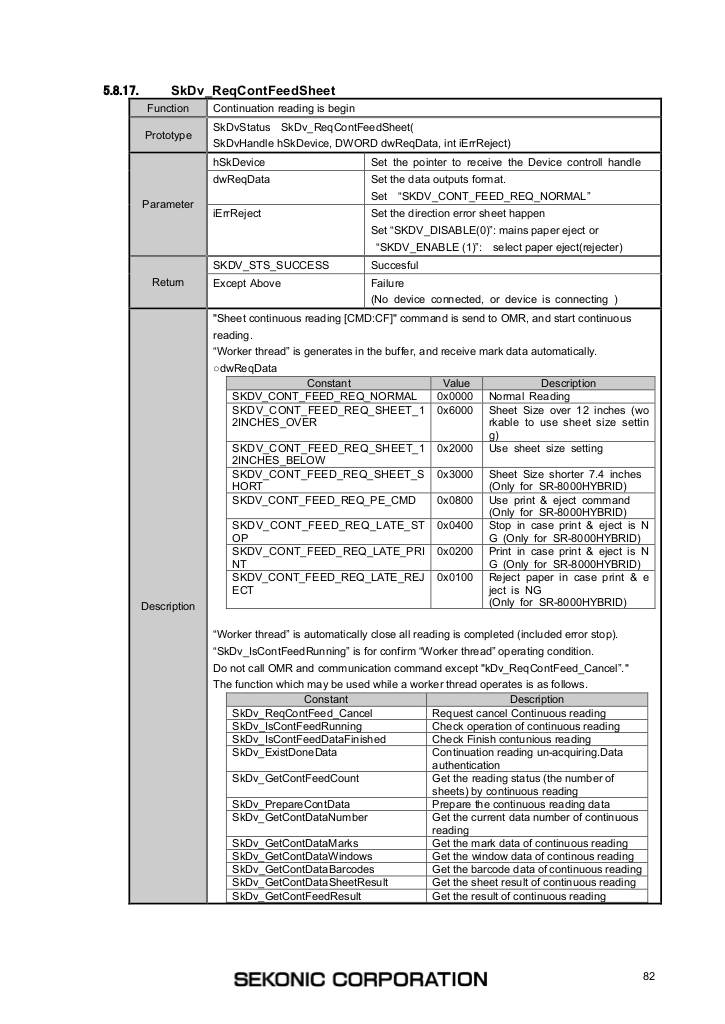 5.8.17. SkDv_ReqContFeedSheet
Function Continuation reading is begin
Prototype
SkDvStatus SkDv_ReqContFeedSheet(
SkDvHandle hSkDevice, DWORD dwReqData, int iErrReject)
Parameter
hSkDevice Set the pointer to receive the Device controll handle
dwReqData Set the data outputs format.
Set “SKDV_CONT_FEED_REQ_NORMAL”
iErrReject Set the direction error sheet happen
Set “SKDV_DISABLE(0)”: mains paper eject or
“SKDV_ENABLE (1)”: select paper eject(rejecter)
Return
SKDV_STS_SUCCESS Succesful
Except Above Failure
(No device connected, or device is connecting )
Description
"Sheet continuous reading [CMD:CF]" command is send to OMR, and start continuous
reading.
“Worker thread” is generates in the buffer, and receive mark data automatically.
○dwReqData
Constant Value Description
SKDV_CONT_FEED_REQ_NORMAL 0x0000 Normal Reading
SKDV_CONT_FEED_REQ_SHEET_1 0x6000 Sheet Size over 12 inches (wo
2INCHES_OVER rkable to use sheet size settin
g)
SKDV_CONT_FEED_REQ_SHEET_1 0x2000 Use sheet size setting
2INCHES_BELOW
SKDV_CONT_FEED_REQ_SHEET_S 0x3000 Sheet Size shorter 7.4 inches
HORT (Only for SR-8000HYBRID)
SKDV_CONT_FEED_REQ_PE_CMD 0x0800 Use print & eject command
(Only for SR-8000HYBRID)
SKDV_CONT_FEED_REQ_LATE_ST 0x0400 Stop in case print & eject is N
OP G (Only for SR-8000HYBRID)
SKDV_CONT_FEED_REQ_LATE_PRI 0x0200 Print in case print & eject is N
NT G (Only for SR-8000HYBRID)
SKDV_CONT_FEED_REQ_LATE_REJ 0x0100 Reject paper in case print & e
ECT ject is NG
(Only for SR-8000HYBRID)
“Worker thread” is automatically close all reading is completed (included error stop).
“SkDv_IsContFeedRunning” is for confirm “Worker thread” operating condition.
Do not call OMR and communication command except "kDv_ReqContFeed_Cancel”."
The function which may be used while a worker thread operates is as follows.
Constant Description
SkDv_ReqContFeed_Cancel Request cancel Continuous reading
SkDv_IsContFeedRunning Check operation of continuous reading
SkDv_IsContFeedDataFinished Check Finish contunious reading
SkDv_ExistDoneData Continuation reading un-acquiring.Data
authentication
SkDv_GetContFeedCount Get the reading status (the number of
sheets) by continuous reading
SkDv_PrepareContData Prepare the continuous reading data
SkDv_GetContDataNumber Get the current data number of continuous
reading
SkDv_GetContDataMarks Get the mark data of continuous reading
SkDv_GetContDataWindows Get the window data of continous reading
SkDv_GetContDataBarcodes Get the barcode data of continuous reading
SkDv_GetContDataSheetResult Get the sheet result of continuous reading
SkDv_GetContFeedResult Get the result of continuous reading
SEKONIC CORPORATION
82